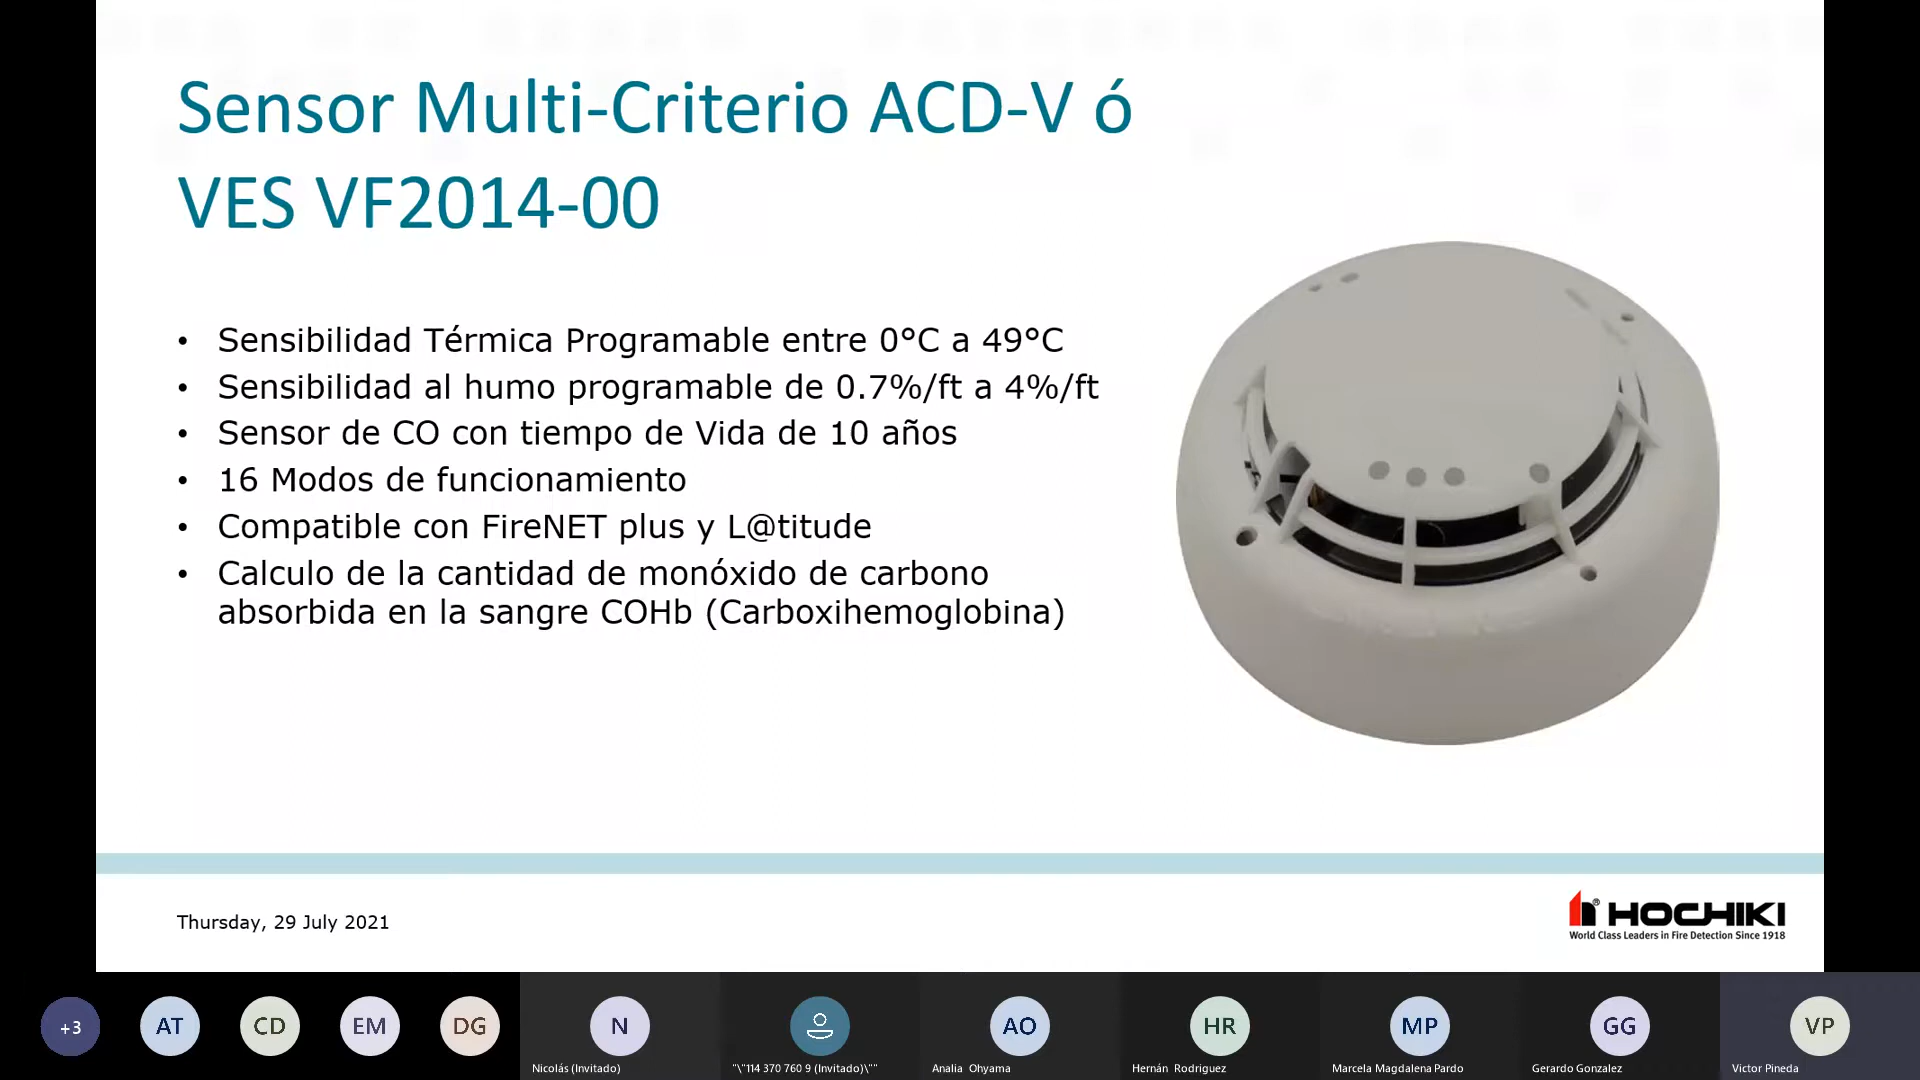 Sensor Multi-Criterio ACD-V ó
VES VF2014-00
• Sensibilidad Térmica Programable entre 0°C a 49°C
• Sensibilidad al humo programable de 0.7%/ft a 4%/ft
• Sensor de CO con tiempo de Vida de 10 años
• 16 Modos de funcionamiento
• Compatible con FireNET plus y L@titude
• Calculo de la cantidad de monóxido de carbono
absorbida en la sangre COHb (Carboxihemoglobina)
Thursday, 29 July 2021
HOCHIKI
World Class Leaders in Fire Detection Since 1918
+3
AT
CD
EM
DG
N
AO
HR
MP
GG
VP
Nicolás (Invitado)
"\"114 370 760 9 (Invitado)\""
Analia Ohyama
Hernán Rodriguez
Marcela Magdalena Pardo
Gerardo Gonzalez
Victor Pineda